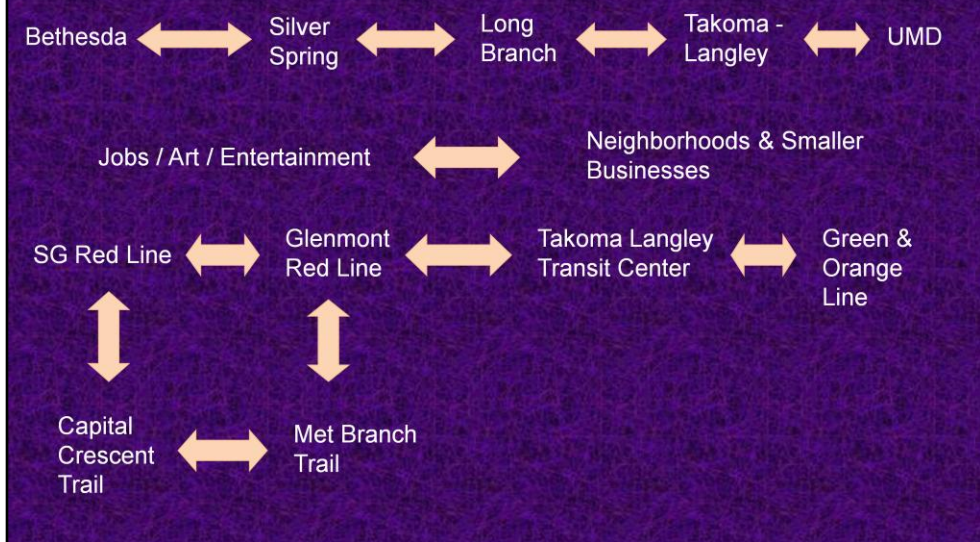 Bethesda
Silver
Spring
Long
Branch
Takoma -
Langley
UMD
Jobs / Art / Entertainment
Neighborhoods & Smaller
Businesses
SG Red Line
Glenmont
Red Line
Takoma Langley
Transit Center
Green &
Orange
Line
Capital
Crescent
Trail
Met Branch
Trail